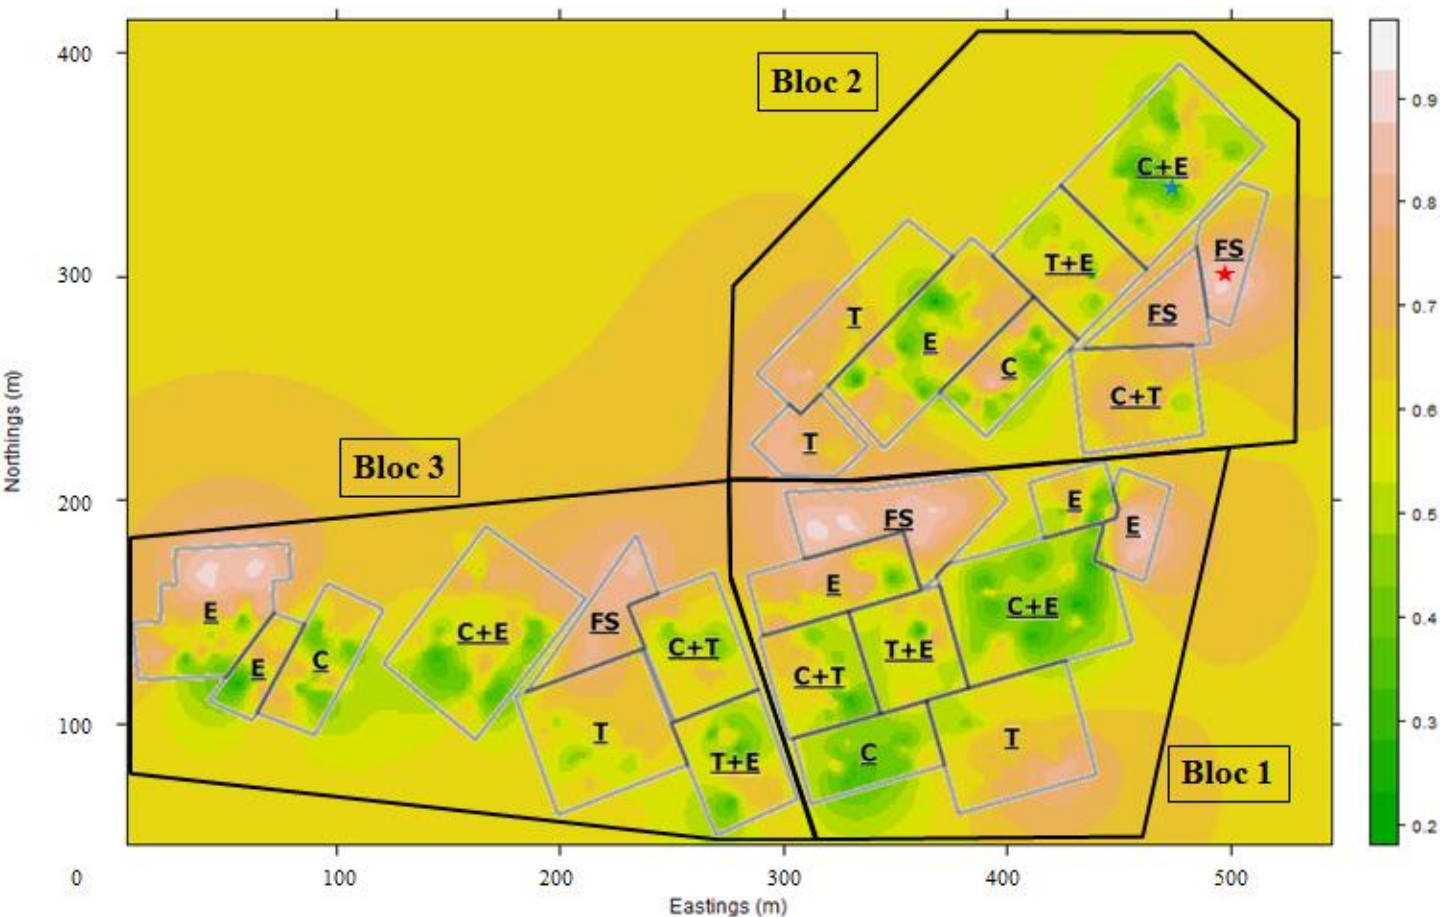 400
Bloc 2
0.9
C+E
0.8
FS
T+E
300
T
FS
0.7
E
C
C+T
0.6
Northings (m)
T
Bloc 3
200
E
FS
E
0.5
E
E
C+E
FS
C+E
C+T
T+E
0.4
E
C
C+T
T
0.3
100
T
T+E
C
Bloc 1
0.2
0
100
200
300
400
500
Eastings (m)